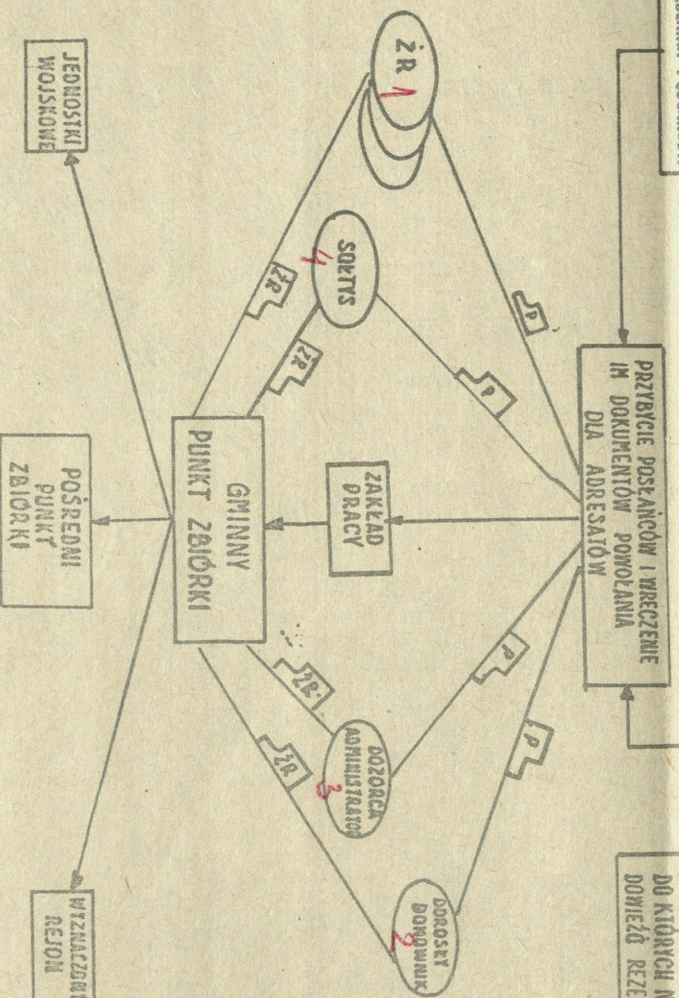 DO KTÓRYCH N
DOWIEŹĆ REZE
PRZYBYCIE POSŁAŃCÓW I WRĘCZENIE
IM DOKUMENTÓW POWOŁANIA
DLA ADRESATÓW
P
P
P
P
ŻR 1
SOŁTYS
4
ZAKŁAD
PRACY
DOZORCA
ADMINISTRATOR
3
DOROSŁY
DOMOWNIK
2
ŻR
ŻR
ŻR
ŻR
GMINNY
PUNKT ZBIÓRKI
JEDNOSTKI
WOJSKOWE
POŚREDNI
PUNKT
ZBIÓRKI
WYZNACZONY
REJON